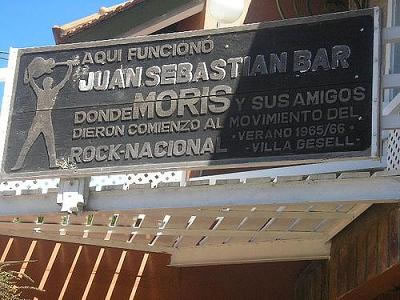 AQUI FUNCIONO
JUAN SEBASTIAN BAR
DONDE MORIS Y SUS AMIGOS
DIERON COMIENZO AL MOVIMIENTO DEL
ROCK-NACIONAL • VERANO 1965/66 •
-VILLA GESELL